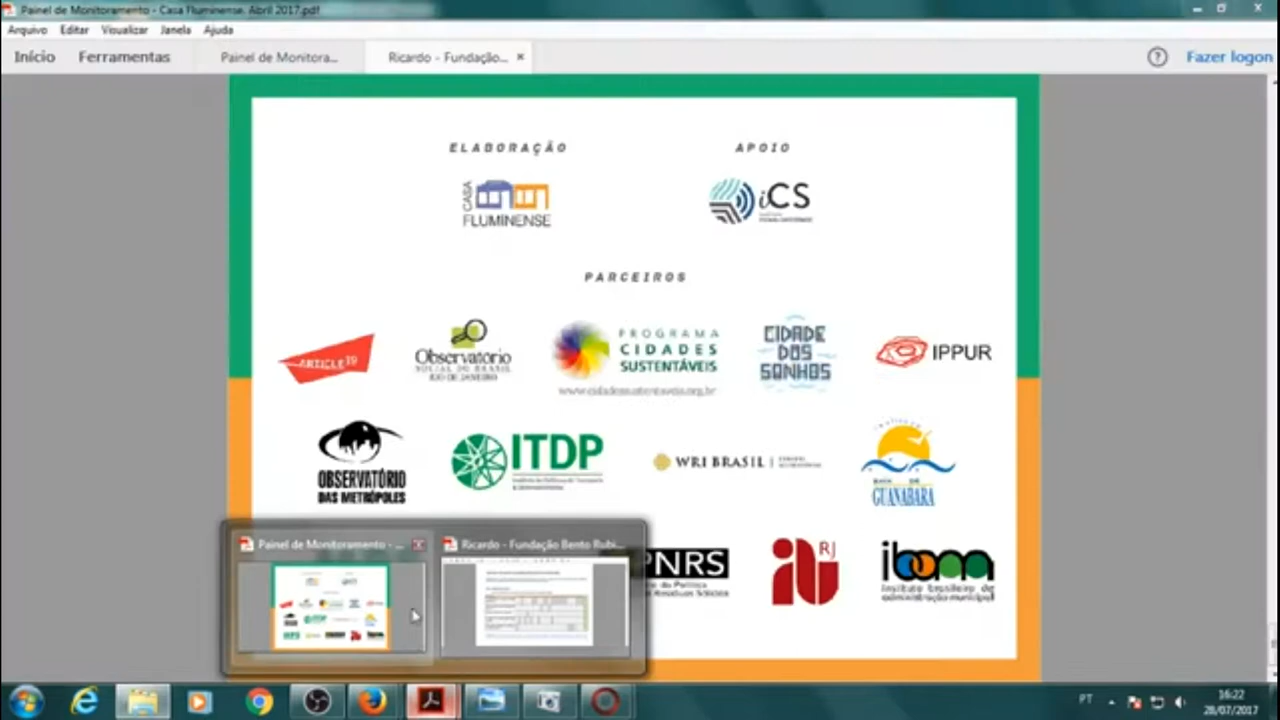 Painel de Monitoramento - Casa Fluminense. Abril 2017.pdf
Arquivo Editar Visualizar Janela Ajuda
Início Ferramentas Painel de Monitora... Ricardo - Fundação... × ? Fazer logon
ELABORAÇÃO
APOIO
CASA
FLUMINENSE
iCS
PARCEIROS
ARTICLE 19
Observatório
SOCIAL DO BRASIL
RIO DE JANEIRO
PROGRAMA
CIDADES
SUSTENTÁVEIS
www.cidadessustentaveis.org.br
CIDADE
DOS
SONHOS
IPPUR
OBSERVATÓRIO
DAS METRÓPOLES
ITDP
WRI BRASIL
BAÍA DE
GUANABARA
Painel de Monitoramento - ...
Ricardo - Fundação Bento Rubi...
PNRS
RJ
ibam
instituto brasileiro de
administração municipal
PT
16:22
28/07/2017